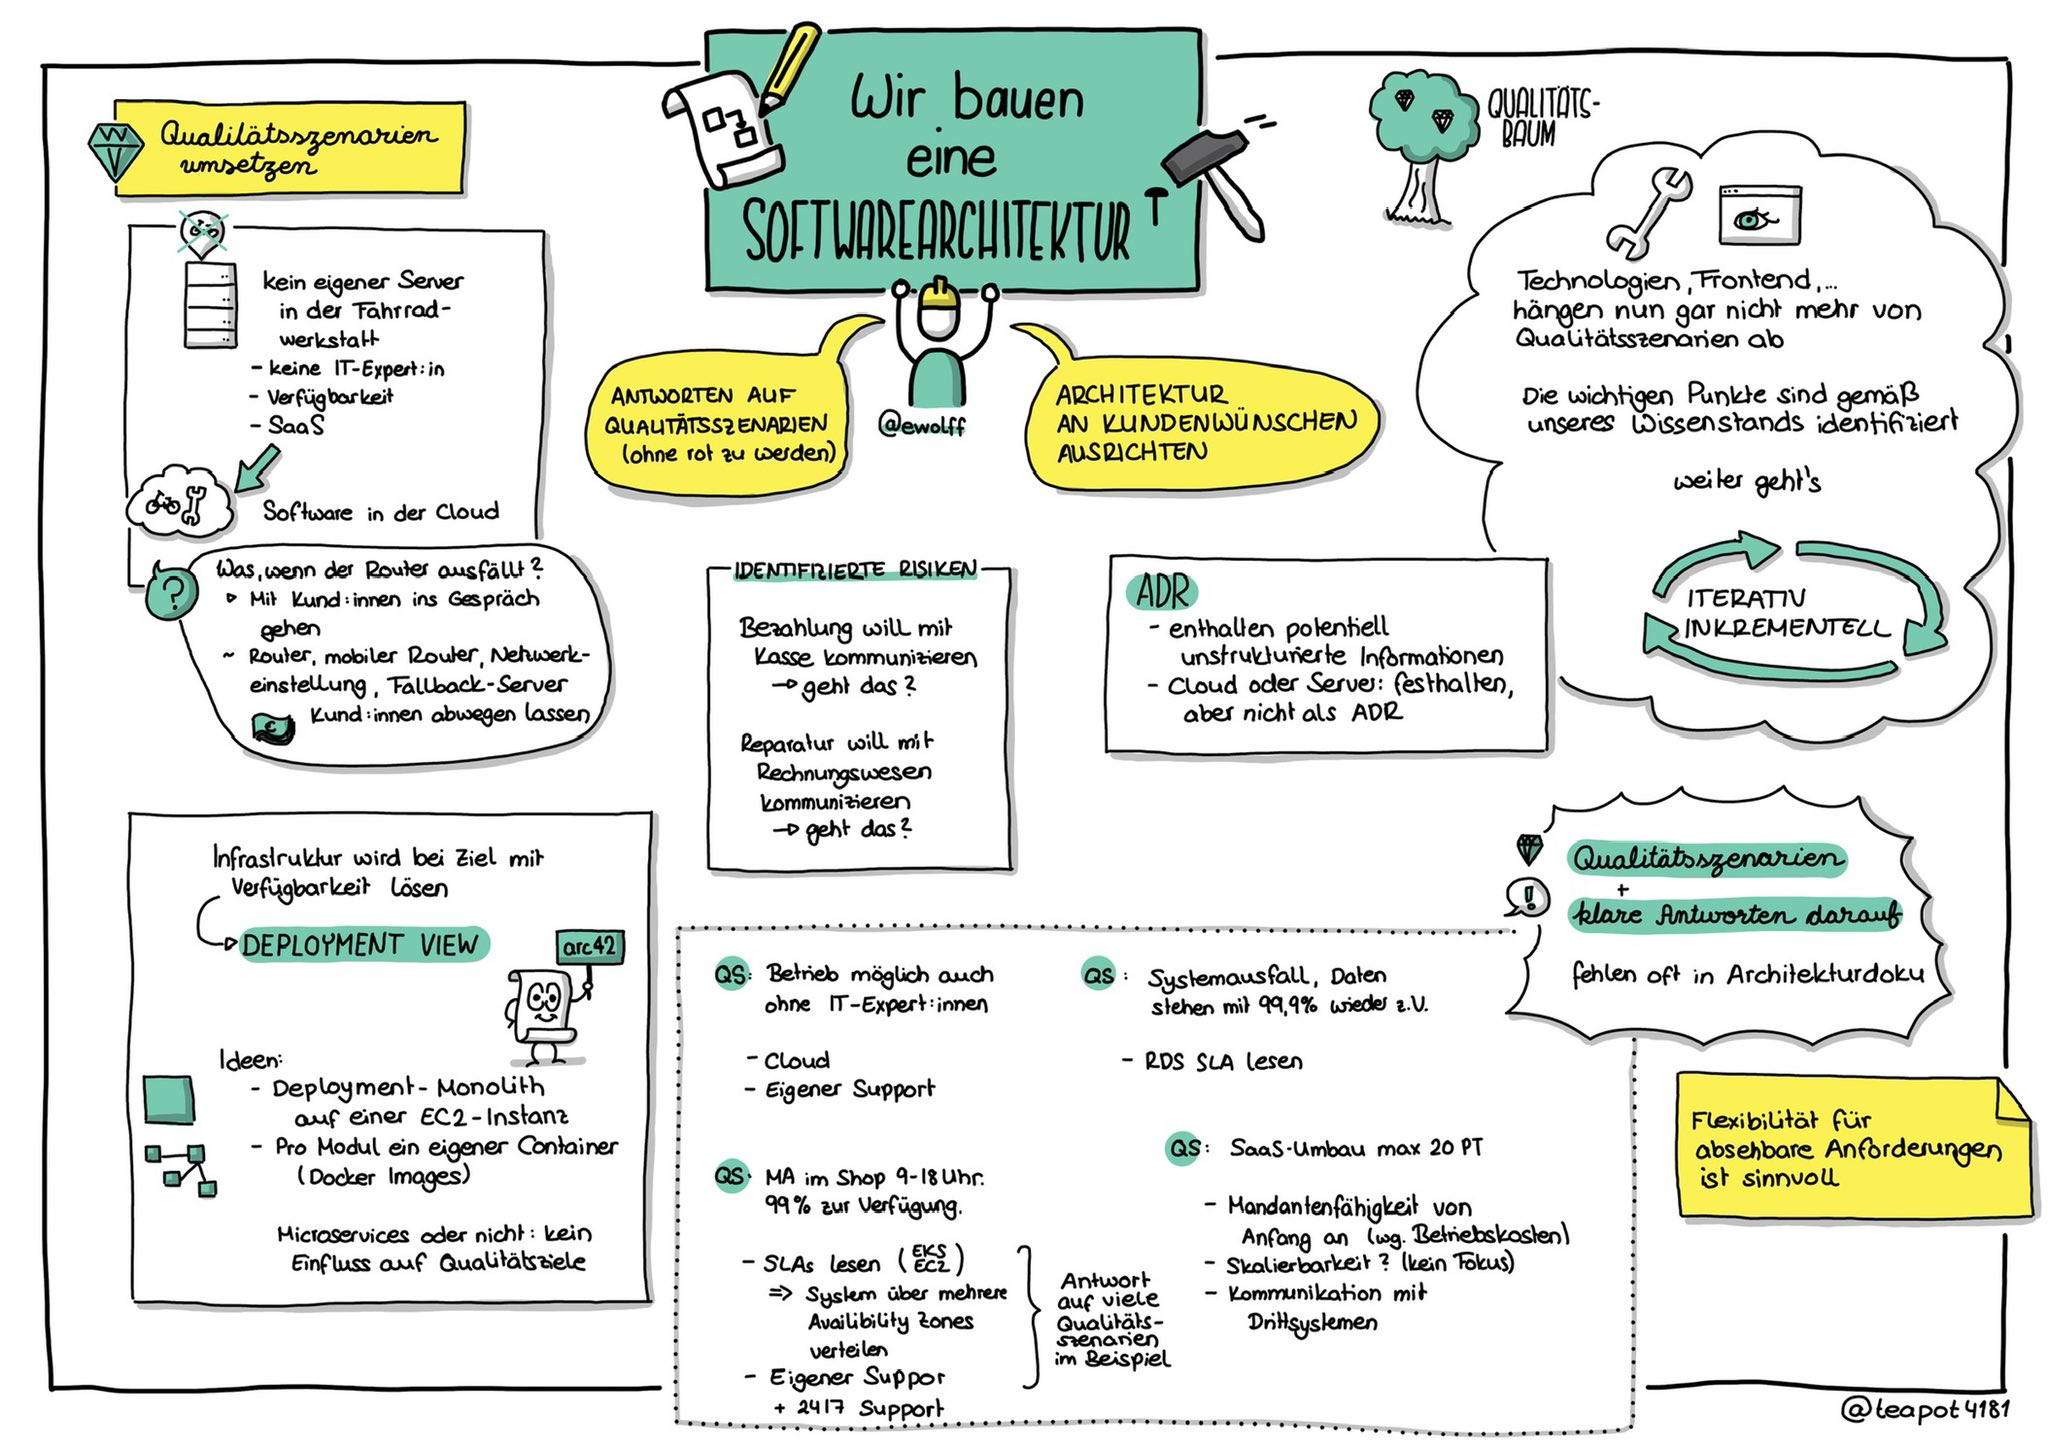 Wir bauen
eine
SOFTWAREARCHITEKTUR
@ewolff
ANTWORTEN AUF
QUALITÄTSSZENARIEN
(ohne rot zu werden)
ARCHITEKTUR
AN KUNDENWÜNSCHEN
AUSRICHTEN
Qualitätsszenarien
umsetzen
kein eigener Server
in der Fahrrad-
werkstatt
- keine IT-Expert:in
- Verfügbarkeit
- SaaS
Software in der Cloud
?
Was, wenn der Router ausfällt?
▹ Mit Kund:innen ins Gespräch
gehen
~ Router, mobiler Router, Netzwerk-
einstellung, Fallback-Server
€
Kund:innen abwegen lassen
QUALITÄTS-
BAUM
Technologien, Frontend,...
hängen nun gar nicht mehr von
Qualitätsszenarien ab
Die wichtigen Punkte sind gemäß
unseres Wissenstands identifiziert
weiter geht's
ITERATIV
INKREMENTELL
IDENTIFIZIERTE RISIKEN
Bezahlung will mit
Kasse kommunizieren
→ geht das?
Reparatur will mit
Rechnungswesen
kommunizieren
→ geht das?
ADR
- enthalten potentiell
unstrukturierte Informationen
- Cloud oder Server: festhalten,
aber nicht als ADR
Infrastruktur wird bei Ziel mit
Verfügbarkeit lösen
DEPLOYMENT VIEW
arc42
Ideen:
- Deployment-Monolith
auf einer EC2-Instanz
- Pro Modul ein eigener Container
(Docker Images)
Microservices oder nicht: kein
Einfluss auf Qualitätsziele
QS: Betrieb möglich auch
ohne IT-Expert:innen
- Cloud
- Eigener Support
QS: MA im Shop 9-18 Uhr.
99% zur Verfügung.
- SLAs lesen (EKS
EC2)
⇒ System über mehrere
Availibility Zones
verteilen
- Eigener Suppor
+ 24/7 Support
Antwort
auf viele
Qualitäts-
szenarien
im Beispiel
QS: Systemausfall, Daten
stehen mit 99,9% wieder z.V.
- RDS SLA lesen
QS: SaaS-Umbau max 20 PT
- Mandantenfähigkeit von
Anfang an (wg. Betriebskosten)
- Skalierbarkeit? (kein Fokus)
- Kommunikation mit
Drittsystemen
!
Qualitätsszenarien
+
klare Antworten darauf
fehlen oft in Architekturdoku
Flexibilität für
absehbare Anforderungen
ist sinnvoll
@teapot4181